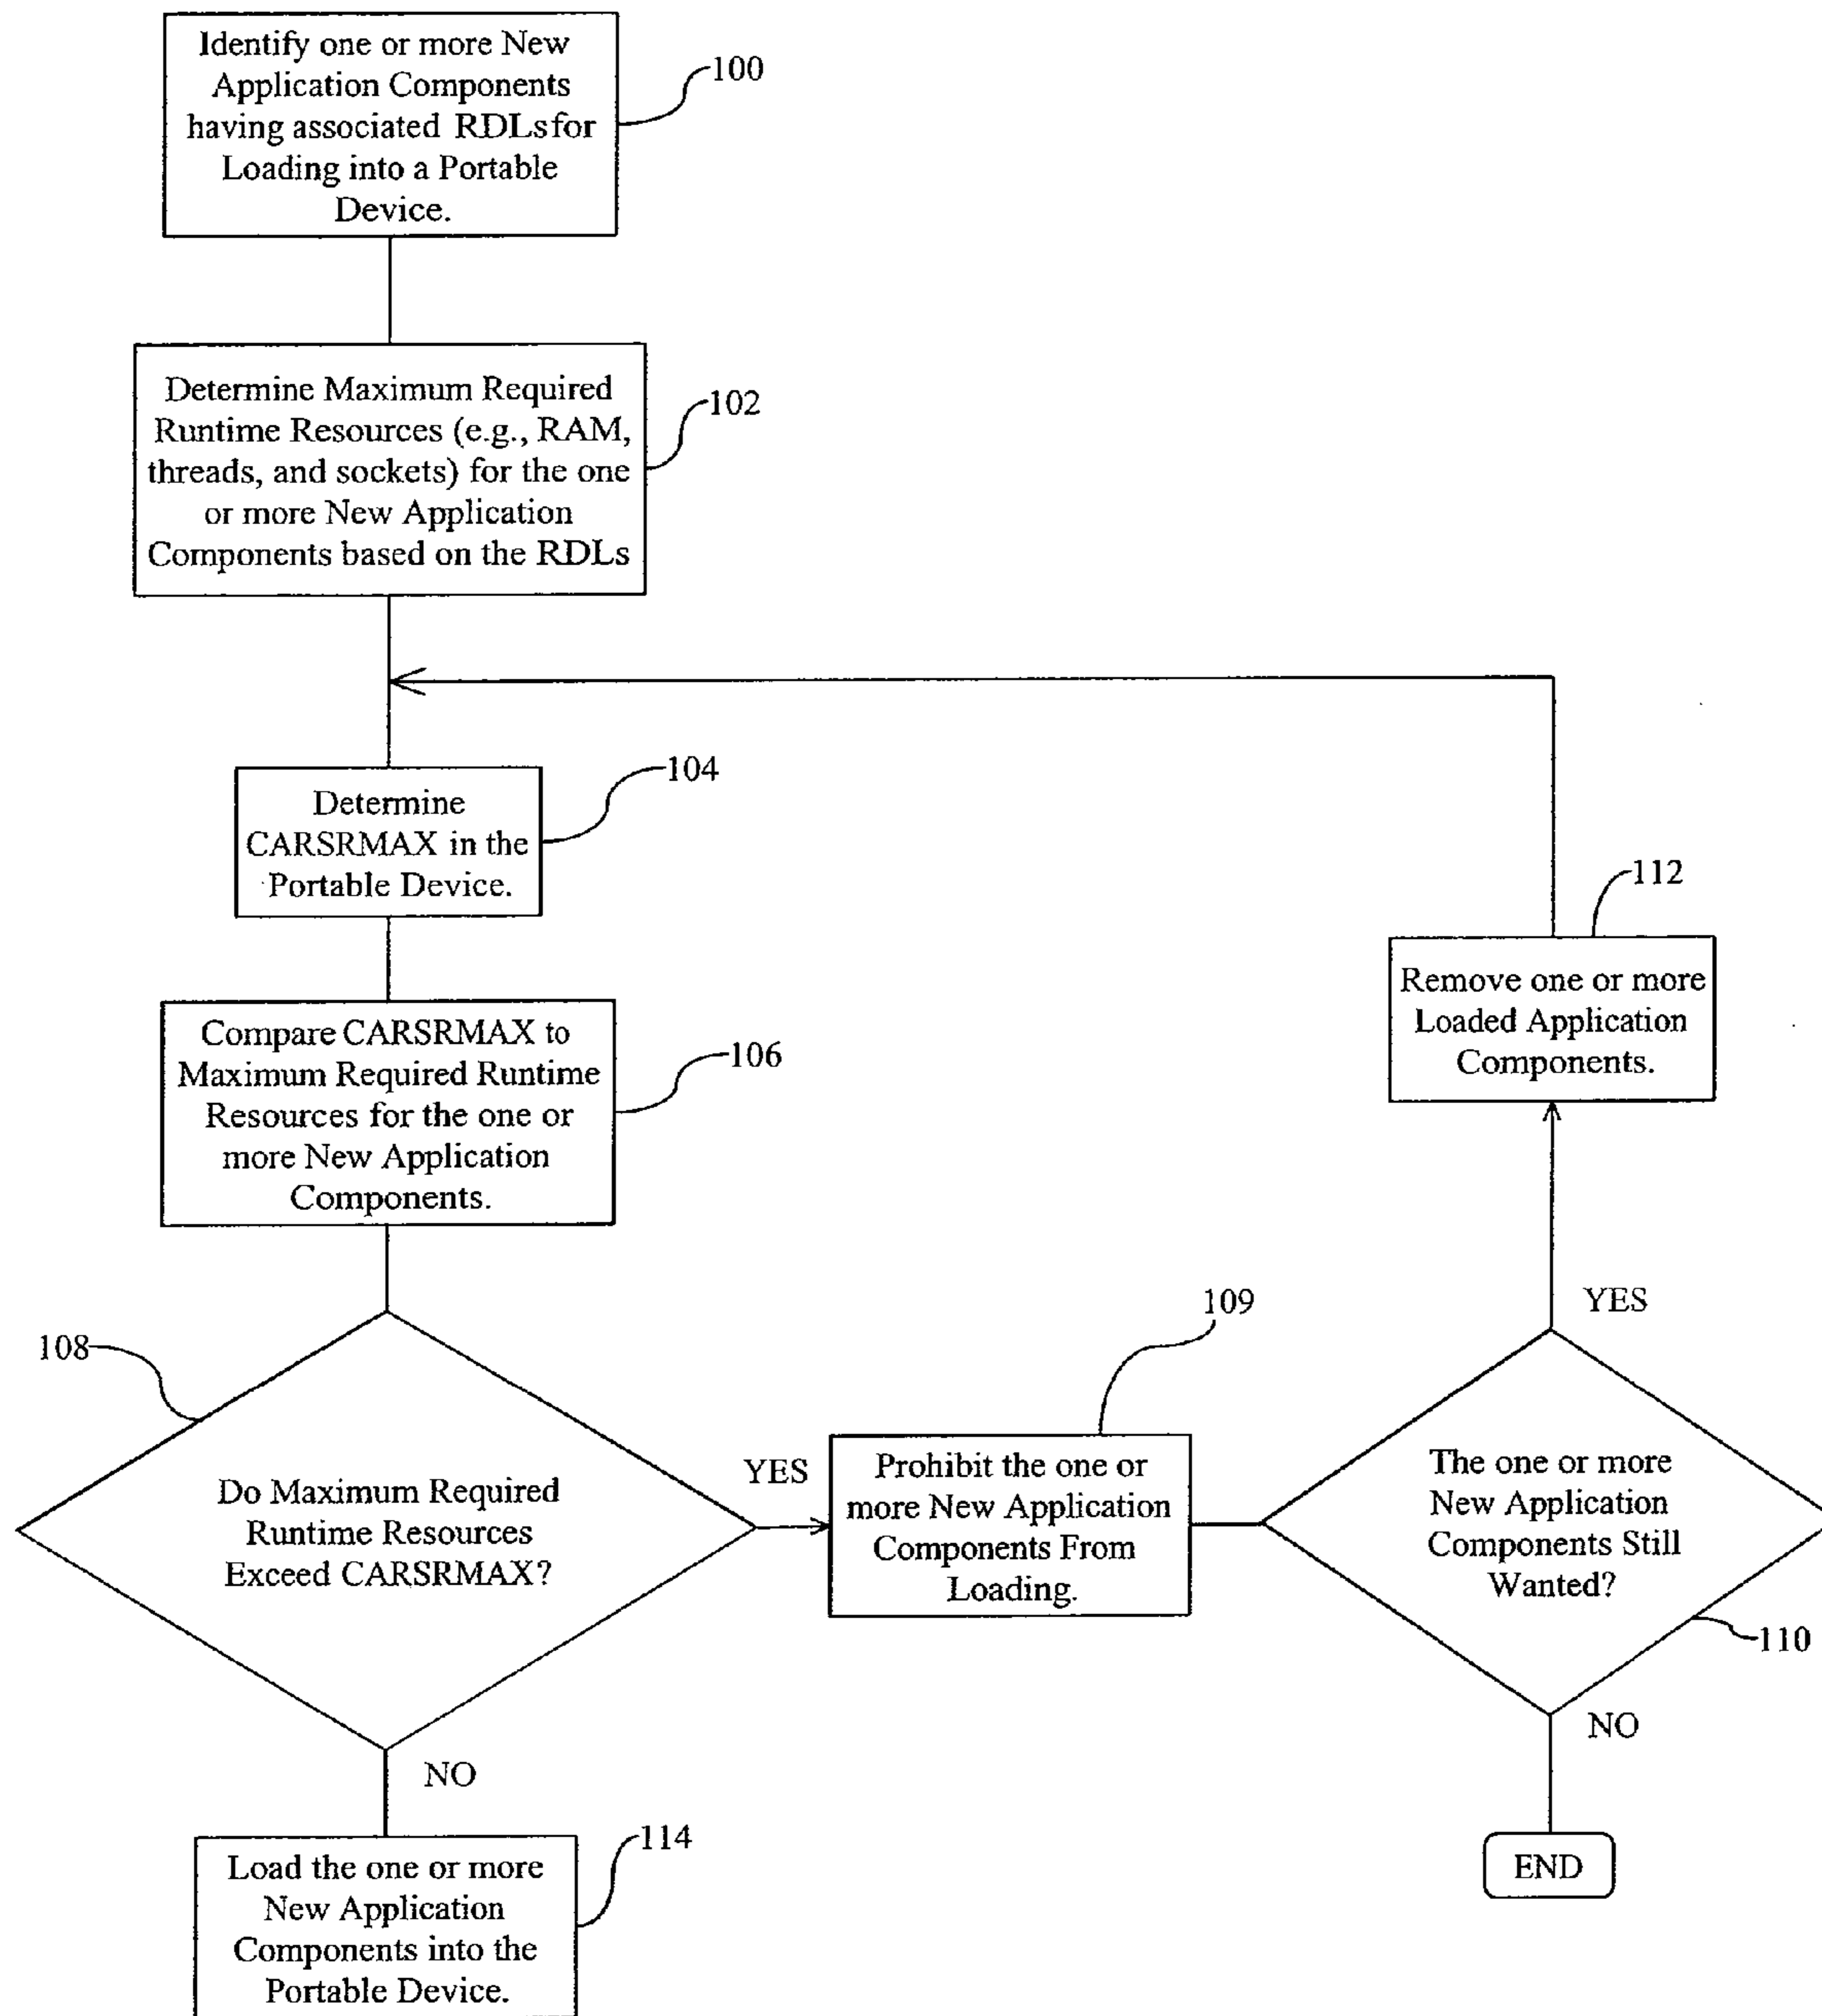 Identify one or more New
Application Components
having associated RDLsfor
Loading into a Portable
Device.
100
Determine Maximum Required
Runtime Resources (e.g., RAM,
threads, and sockets) for the one
or more New Application
Components based on the RDLs
102
Determine
CARSRMAX in the
Portable Device.
104
Compare CARSRMAX to
Maximum Required Runtime
Resources for the one or
more New Application
Components.
106
112
Remove one or more
Loaded Application
Components.
108
Do Maximum Required
Runtime Resources
Exceed CARSRMAX?
YES
NO
109
Prohibit the one or
more New Application
Components From
Loading.
YES
The one or more
New Application
Components Still
Wanted?
110
NO
END
Load the one or more
New Application
Components into the
Portable Device.
114